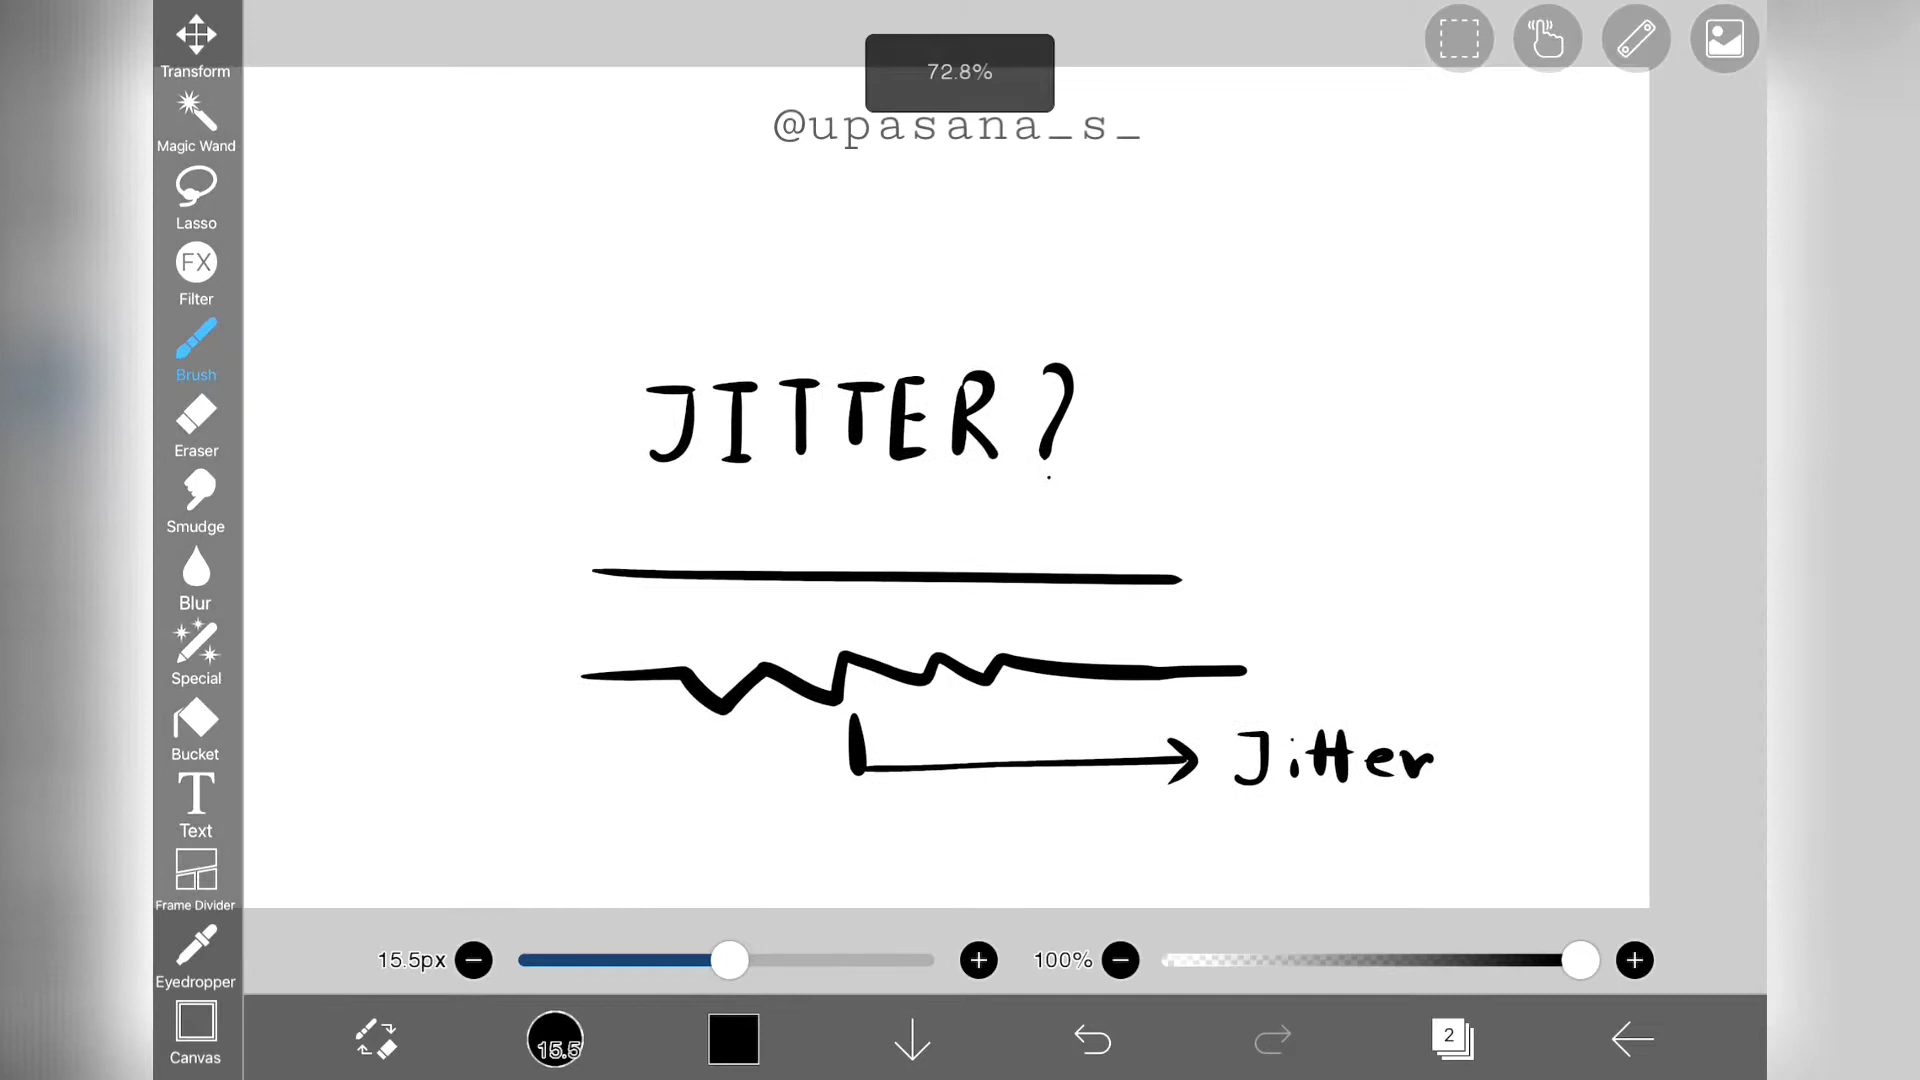 72.8%
@upasana_s_
Transform
Magic Wand
Lasso
FX
Filter
Brush
Eraser
Smudge
Blur
Special
Bucket
T
Text
Frame Divider
Eyedropper
Canvas
JITTER?
Jitter
15.5px
100%
15.5
2